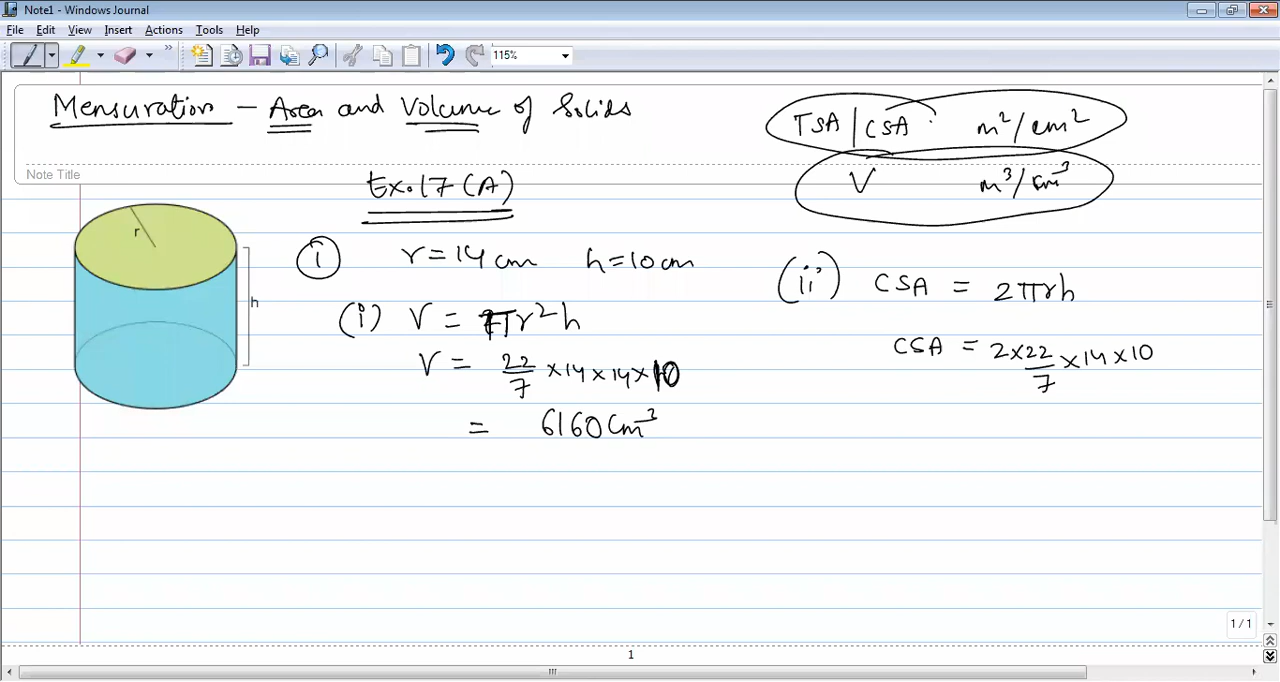 Note1 - Windows Journal
File Edit View Insert Actions Tools Help
115%
Mensuration - Area and Volume of Solids
TSA | CSA m²/cm²
V m³/cm³
Note Title
Ex.17(A)
r
h
① r = 14 cm h = 10 cm
(i) V = πr²h
V = 22/7 × 14 × 14 × 10
= 6160 cm³
(ii) CSA = 2πrh
CSA = 2×22/7 × 14 × 10
1 / 1
1